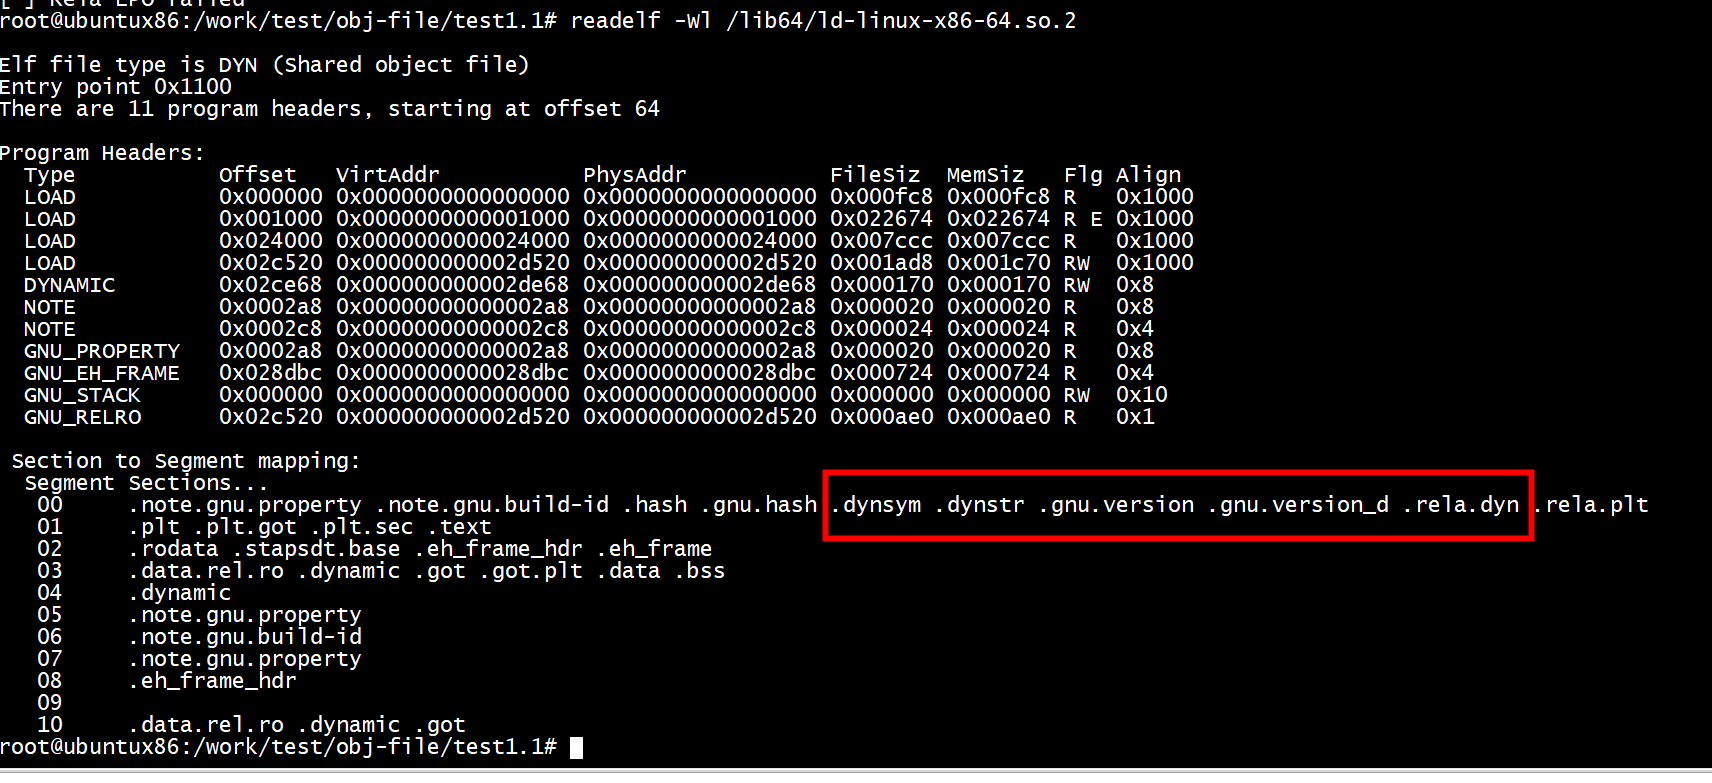 [ ] Rela EPO failed
root@ubuntux86:/work/test/obj-file/test1.1# readelf -Wl /lib64/ld-linux-x86-64.so.2
Elf file type is DYN (Shared object file)
Entry point 0x1100
There are 11 program headers, starting at offset 64
Program Headers:
  Type           Offset   VirtAddr           PhysAddr           FileSiz  MemSiz   Flg Align
  LOAD           0x000000 0x0000000000000000 0x0000000000000000 0x000fc8 0x000fc8 R   0x1000
  LOAD           0x001000 0x0000000000001000 0x0000000000001000 0x022674 0x022674 R E 0x1000
  LOAD           0x024000 0x0000000000024000 0x0000000000024000 0x007ccc 0x007ccc R   0x1000
  LOAD           0x02c520 0x000000000002d520 0x000000000002d520 0x001ad8 0x001c70 RW  0x1000
  DYNAMIC        0x02ce68 0x000000000002de68 0x000000000002de68 0x000170 0x000170 RW  0x8
  NOTE           0x0002a8 0x00000000000002a8 0x00000000000002a8 0x000020 0x000020 R   0x8
  NOTE           0x0002c8 0x00000000000002c8 0x00000000000002c8 0x000024 0x000024 R   0x4
  GNU_PROPERTY   0x0002a8 0x00000000000002a8 0x00000000000002a8 0x000020 0x000020 R   0x8
  GNU_EH_FRAME   0x028dbc 0x0000000000028dbc 0x0000000000028dbc 0x000724 0x000724 R   0x4
  GNU_STACK      0x000000 0x0000000000000000 0x0000000000000000 0x000000 0x000000 RW  0x10
  GNU_RELRO      0x02c520 0x000000000002d520 0x000000000002d520 0x000ae0 0x000ae0 R   0x1
 Section to Segment mapping:
  Segment Sections...
   00     .note.gnu.property .note.gnu.build-id .hash .gnu.hash .dynsym .dynstr .gnu.version .gnu.version_d .rela.dyn .rela.plt
   01     .plt .plt.got .plt.sec .text
   02     .rodata .stapsdt.base .eh_frame_hdr .eh_frame
   03     .data.rel.ro .dynamic .got .got.plt .data .bss
   04     .dynamic
   05     .note.gnu.property
   06     .note.gnu.build-id
   07     .note.gnu.property
   08     .eh_frame_hdr
   09
   10     .data.rel.ro .dynamic .got
root@ubuntux86:/work/test/obj-file/test1.1#